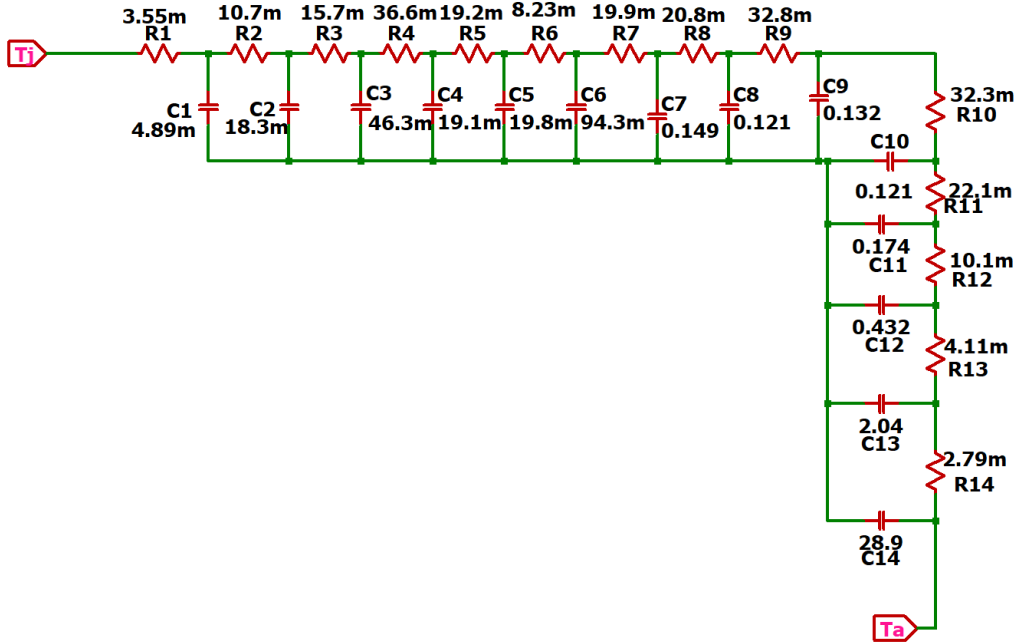 3.55m 10.7m 15.7m 36.6m 19.2m 8.23m 19.9m 20.8m 32.8m
R1 R2 R3 R4 R5 R6 R7 R8 R9
Tj
C1 C2 C3 C4 C5 C6 C7 C8 C9
4.89m 18.3m 46.3m 19.1m 19.8m 94.3m 0.149 0.121 0.132
32.3m
R10
C10
0.121
22.1m
R11
0.174
C11
10.1m
R12
0.432
C12
4.11m
R13
2.04
C13
2.79m
R14
28.9
C14
Ta